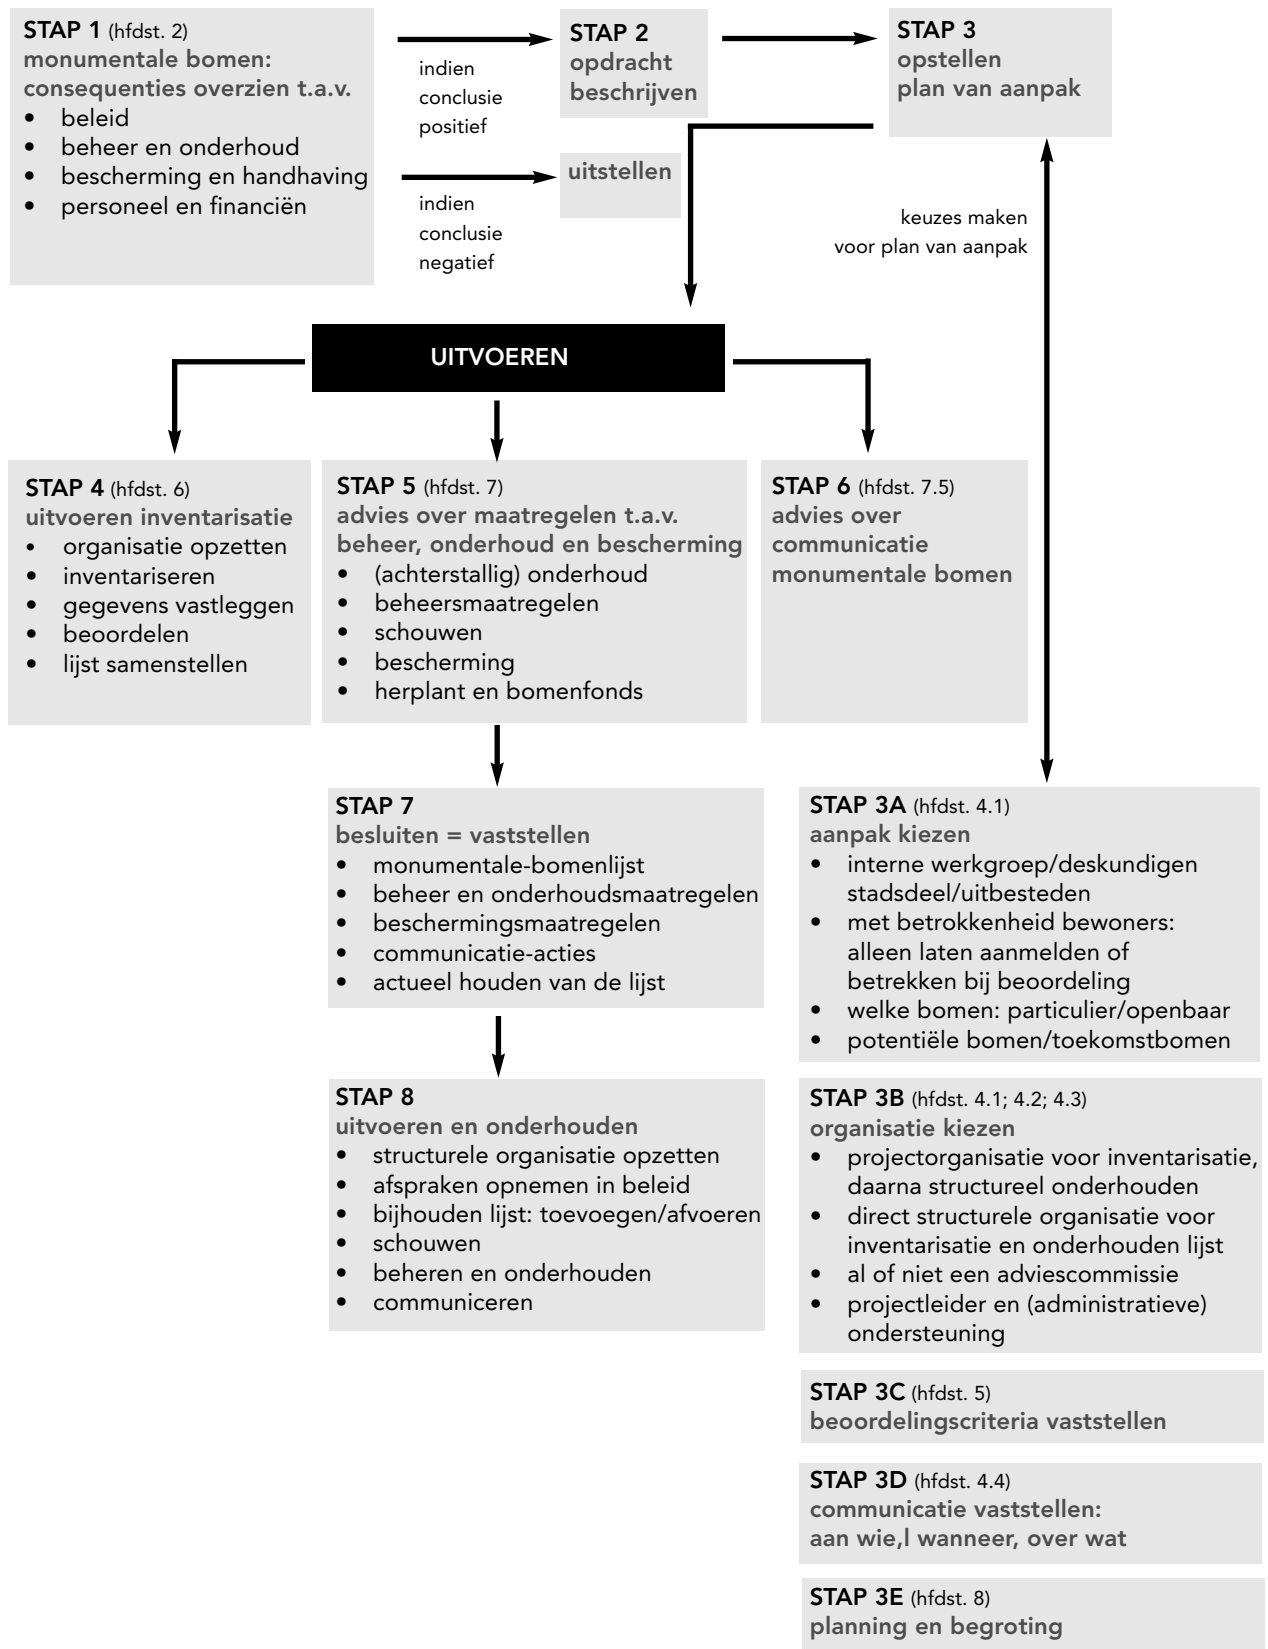 STAP 1 (hfdst. 2)
monumentale bomen:
consequenties overzien t.a.v.
• beleid
• beheer en onderhoud
• bescherming en handhaving
• personeel en financiën
indien
conclusie
positief
indien
conclusie
negatief
STAP 2
opdracht
beschrijven
uitstellen
STAP 3
opstellen
plan van aanpak
keuzes maken
voor plan van aanpak
UITVOEREN
STAP 4 (hfdst. 6)
uitvoeren inventarisatie
• organisatie opzetten
• inventariseren
• gegevens vastleggen
• beoordelen
• lijst samenstellen
STAP 5 (hfdst. 7)
advies over maatregelen t.a.v.
beheer, onderhoud en bescherming
• (achterstallig) onderhoud
• beheersmaatregelen
• schouwen
• bescherming
• herplant en bomenfonds
STAP 6 (hfdst. 7.5)
advies over
communicatie
monumentale bomen
STAP 7
besluiten = vaststellen
• monumentale-bomenlijst
• beheer en onderhoudsmaatregelen
• beschermingsmaatregelen
• communicatie-acties
• actueel houden van de lijst
STAP 8
uitvoeren en onderhouden
• structurele organisatie opzetten
• afspraken opnemen in beleid
• bijhouden lijst: toevoegen/afvoeren
• schouwen
• beheren en onderhouden
• communiceren
STAP 3A (hfdst. 4.1)
aanpak kiezen
• interne werkgroep/deskundigen
stadsdeel/uitbesteden
• met betrokkenheid bewoners:
alleen laten aanmelden of
betrekken bij beoordeling
• welke bomen: particulier/openbaar
• potentiële bomen/toekomstbomen
STAP 3B (hfdst. 4.1; 4.2; 4.3)
organisatie kiezen
• projectorganisatie voor inventarisatie,
daarna structureel onderhouden
• direct structurele organisatie voor
inventarisatie en onderhouden lijst
• al of niet een adviescommissie
• projectleider en (administratieve)
ondersteuning
STAP 3C (hfdst. 5)
beoordelingscriteria vaststellen
STAP 3D (hfdst. 4.4)
communicatie vaststellen:
aan wie,l wanneer, over wat
STAP 3E (hfdst. 8)
planning en begroting